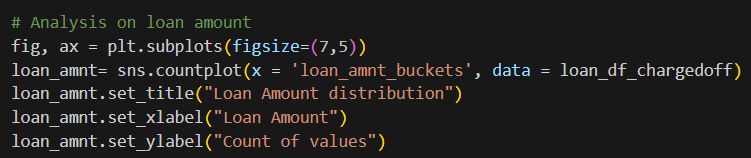 # Analysis on loan amount
fig, ax = plt.subplots(figsize=(7,5))
loan_amnt= sns.countplot(x = 'loan_amnt_buckets', data = loan_df_chargedoff)
loan_amnt.set_title("Loan Amount distribution")
loan_amnt.set_xlabel("Loan Amount")
loan_amnt.set_ylabel("Count of values")